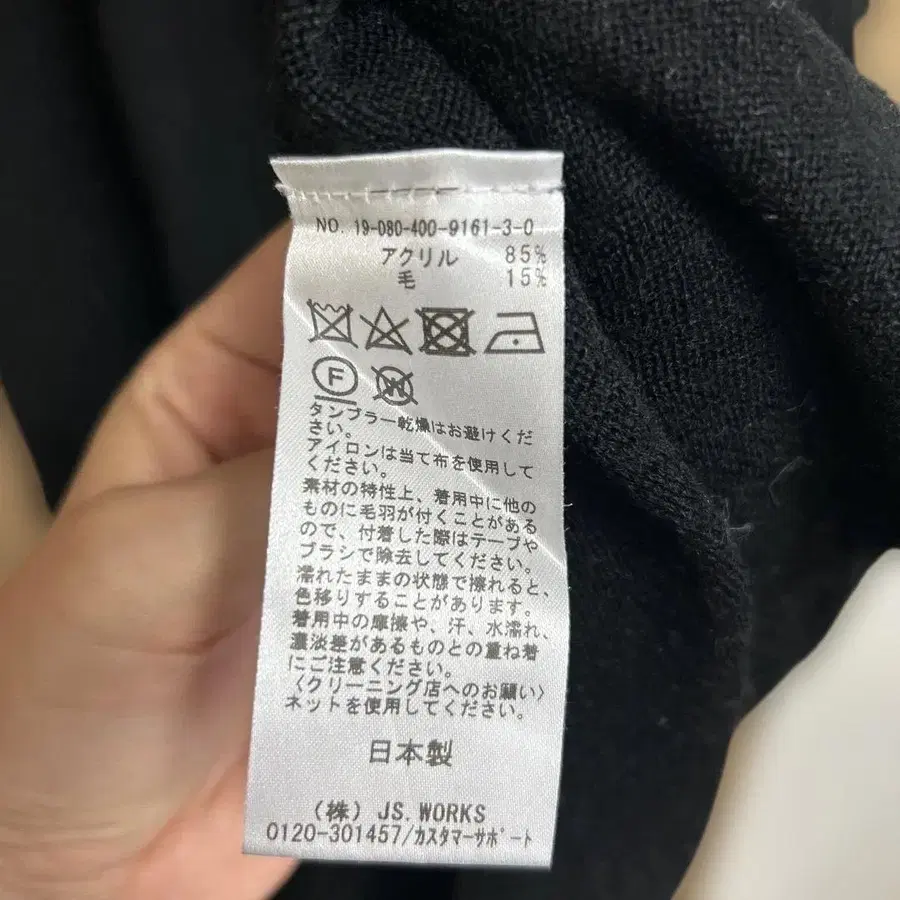 NO. 19-080-400-9161-3-0
アクリル 85%
毛 15%
F
W
タンブラー乾燥はお避けくだ
さい。
アイロンは当て布を使用して
ください。
素材の特性上、着用中に他の
ものに毛羽が付くことがある
ので、付着した際はテープや
ブラシで除去してください。
濡れたままの状態で擦れると、
色移りすることがあります。
着用中の摩擦や、汗、水濡れ、
濃淡差があるものとの重ね着
にご注意ください。
〈クリーニング店へのお願い〉
ネットを使用してください。
日本製
(株) JS.WORKS
0120-301457/カスタマーサポート